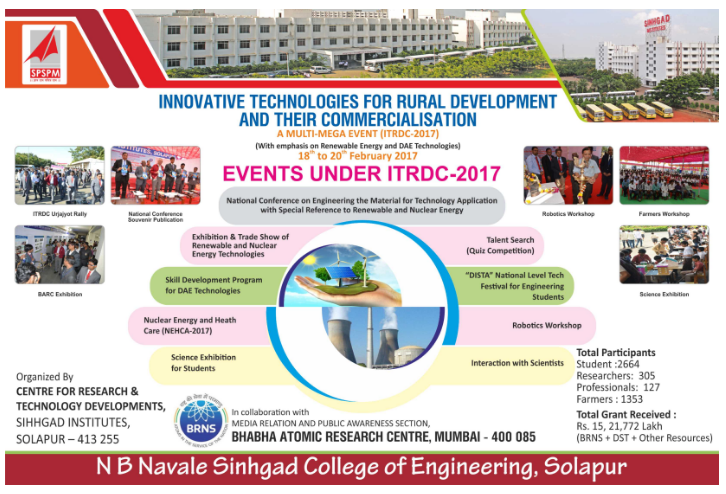 SPSPM
SINHGAD
INSTITUTES
INNOVATIVE TECHNOLOGIES FOR RURAL DEVELOPMENT
AND THEIR COMMERCIALISATION
A MULTI-MEGA EVENT (ITRDC-2017)
(With emphasis on Renewable Energy and DAE Technologies)
18th to 20th February 2017
EVENTS UNDER ITRDC-2017
ITRDC Urjajyot Rally
National Conference
Souvenir Publication
Robotics Workshop
Farmers Workshop
BARC Exhibition
Science Exhibition
National Conference on Engineering the Material for Technology Application
with Special Reference to Renewable and Nuclear Energy
Exhibition & Trade Show of
Renewable and Nuclear
Energy Technologies
Talent Search
(Quiz Competition)
Skill Development Program
for DAE Technologies
“DISTA” National Level Tech
Festival for Engineering
Students
Nuclear Energy and Heath
Care (NEHCA-2017)
Robotics Workshop
Science Exhibition
for Students
Interaction with Scientists
Total Participants
Student :2664
Researchers: 305
Professionals: 127
Farmers : 1353
Total Grant Received :
Rs. 15, 21,772 Lakh
(BRNS + DST + Other Resources)
Organized By
CENTRE FOR RESEARCH &
TECHNOLOGY DEVELOPMENTS,
SIHHGAD INSTITUTES,
SOLAPUR – 413 255
BRNS
In collaboration with
MEDIA RELATION AND PUBLIC AWARENESS SECTION,
BHABHA ATOMIC RESEARCH CENTRE, MUMBAI - 400 085
N B Navale Sinhgad College of Engineering, Solapur